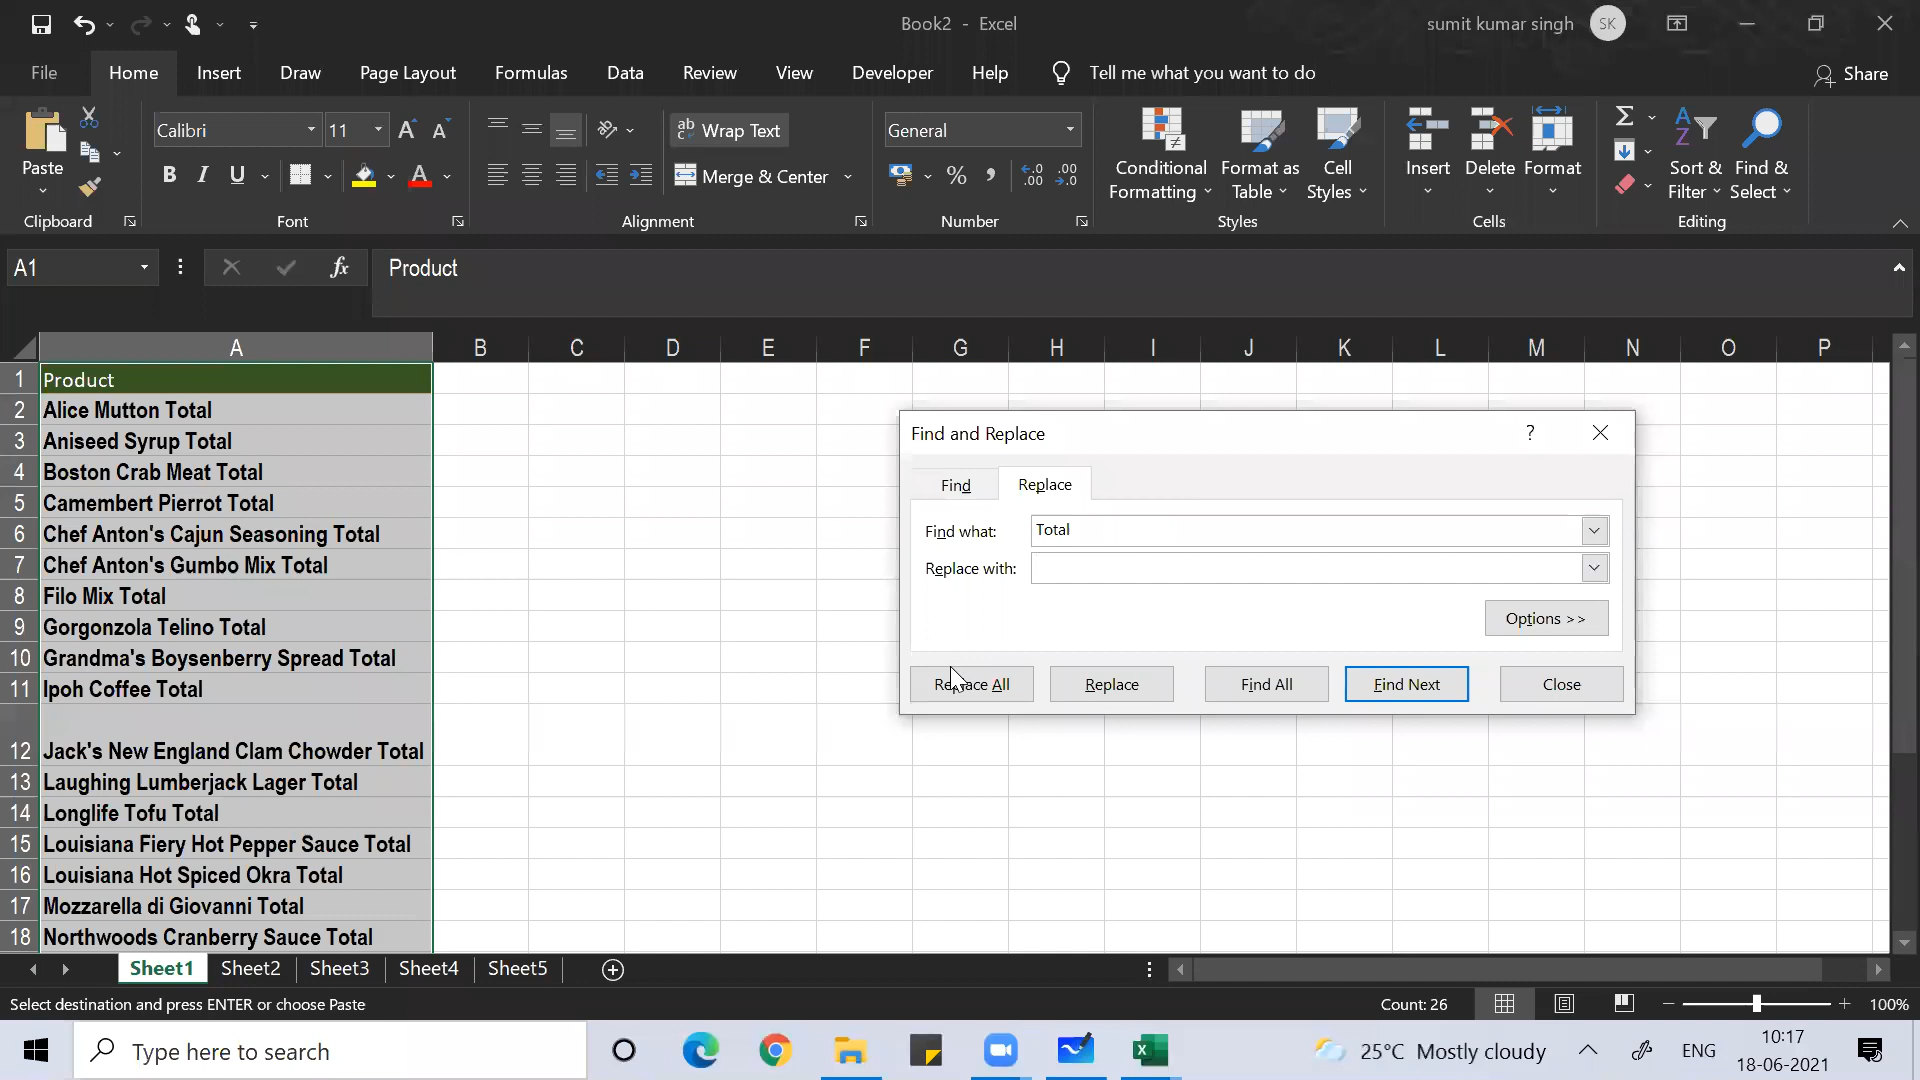 Book2 - Excel
sumit kumar singh
SK
File
Home
Insert
Draw
Page Layout
Formulas
Data
Review
View
Developer
Help
Tell me what you want to do
Share
Paste
Clipboard
Calibri
11
A A
B I U
A
Font
ab
Wrap Text
Merge & Center
Alignment
General
% ,
Number
Conditional
Formatting
Format as
Table
Cell
Styles
Styles
Insert
Delete
Format
Cells
Σ
Sort &
Filter
Find &
Select
Editing
A1
fx
Product
A B C D E F G H I J K L M N O P
1 Product
2 Alice Mutton Total
3 Aniseed Syrup Total
4 Boston Crab Meat Total
5 Camembert Pierrot Total
6 Chef Anton's Cajun Seasoning Total
7 Chef Anton's Gumbo Mix Total
8 Filo Mix Total
9 Gorgonzola Telino Total
10 Grandma's Boysenberry Spread Total
11 Ipoh Coffee Total
12 Jack's New England Clam Chowder Total
13 Laughing Lumberjack Lager Total
14 Longlife Tofu Total
15 Louisiana Fiery Hot Pepper Sauce Total
16 Louisiana Hot Spiced Okra Total
17 Mozzarella di Giovanni Total
18 Northwoods Cranberry Sauce Total
Find and Replace
?
Find
Replace
Find what: Total
Replace with:
Options >>
Replace All
Replace
Find All
Find Next
Close
Sheet1
Sheet2
Sheet3
Sheet4
Sheet5
Select destination and press ENTER or choose Paste
Count: 26
100%
Type here to search
25°C Mostly cloudy
ENG
10:17
18-06-2021